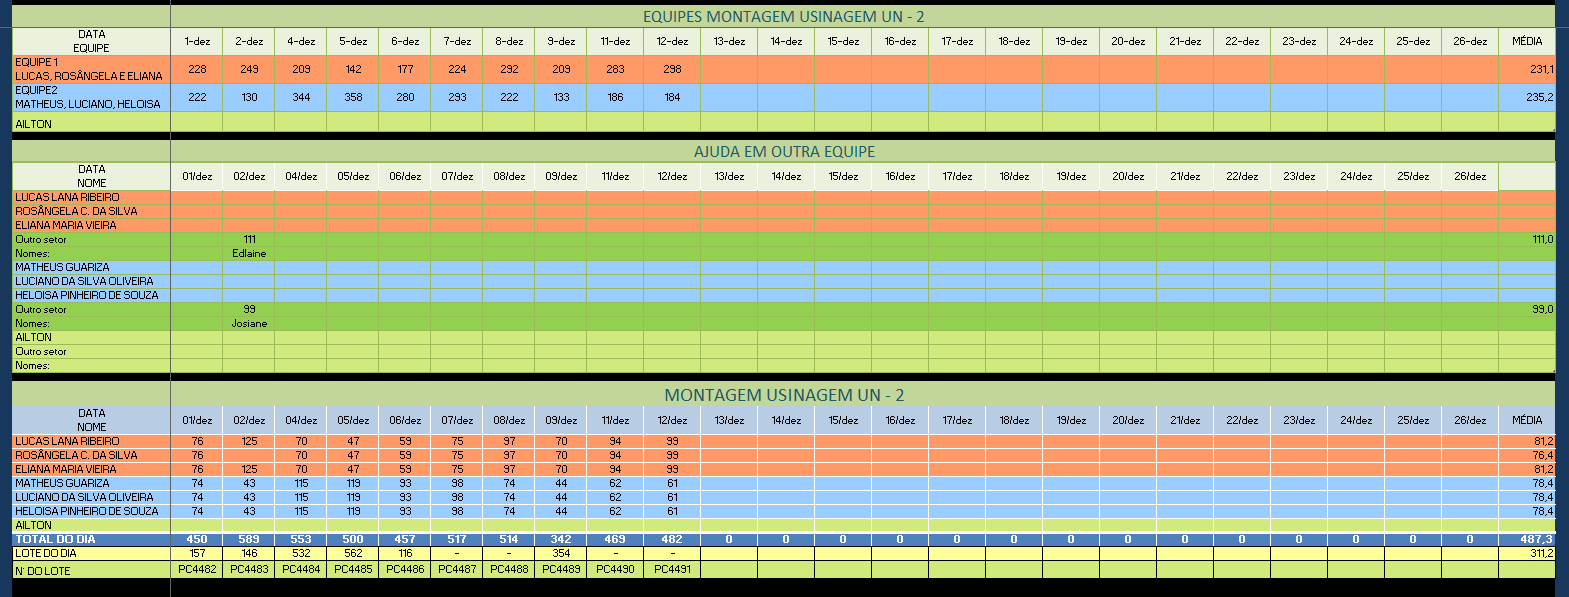 EQUIPES MONTAGEM USINAGEM UN - 2
DATA
EQUIPE 1-dez 2-dez 4-dez 5-dez 6-dez 7-dez 8-dez 9-dez 11-dez 12-dez 13-dez 14-dez 15-dez 16-dez 17-dez 18-dez 19-dez 20-dez 21-dez 22-dez 23-dez 24-dez 25-dez 26-dez MÉDIA
EQUIPE 1
LUCAS, ROSÂNGELA E ELIANA 228 249 209 142 177 224 292 209 283 298 231,1
EQUIPE2
MATHEUS, LUCIANO, HELOISA 222 130 344 358 280 293 222 133 186 184 235,2
AILTON
AJUDA EM OUTRA EQUIPE
DATA
NOME 01/dez 02/dez 04/dez 05/dez 06/dez 07/dez 08/dez 09/dez 11/dez 12/dez 13/dez 14/dez 15/dez 16/dez 17/dez 18/dez 19/dez 20/dez 21/dez 22/dez 23/dez 24/dez 25/dez 26/dez
LUCAS LANA RIBEIRO
ROSÂNGELA C. DA SILVA
ELIANA MARIA VIEIRA
Outro setor 111 111,0
Nomes: Edlaine
MATHEUS GUARIZA
LUCIANO DA SILVA OLIVEIRA
HELOISA PINHEIRO DE SOUZA
Outro setor 99 99,0
Nomes: Josiane
AILTON
Outro setor
Nomes:
MONTAGEM USINAGEM UN - 2
DATA
NOME 01/dez 02/dez 04/dez 05/dez 06/dez 07/dez 08/dez 09/dez 11/dez 12/dez 13/dez 14/dez 15/dez 16/dez 17/dez 18/dez 19/dez 20/dez 21/dez 22/dez 23/dez 24/dez 25/dez 26/dez MÉDIA
LUCAS LANA RIBEIRO 76 125 70 47 59 75 97 70 94 99 81,2
ROSÂNGELA C. DA SILVA 76 70 47 59 75 97 70 94 99 76,4
ELIANA MARIA VIEIRA 76 125 70 47 59 75 97 70 94 99 81,2
MATHEUS GUARIZA 74 43 115 119 93 98 74 44 62 61 78,4
LUCIANO DA SILVA OLIVEIRA 74 43 115 119 93 98 74 44 62 61 78,4
HELOISA PINHEIRO DE SOUZA 74 43 115 119 93 98 74 44 62 61 78,4
AILTON
TOTAL DO DIA 450 589 553 500 457 517 514 342 469 482 0 0 0 0 0 0 0 0 0 0 0 0 0 0 487,3
LOTE DO DIA 157 146 532 562 116 - - 354 - - 311,2
N° DO LOTE PC4482 PC4483 PC4484 PC4485 PC4486 PC4487 PC4488 PC4489 PC4490 PC4491